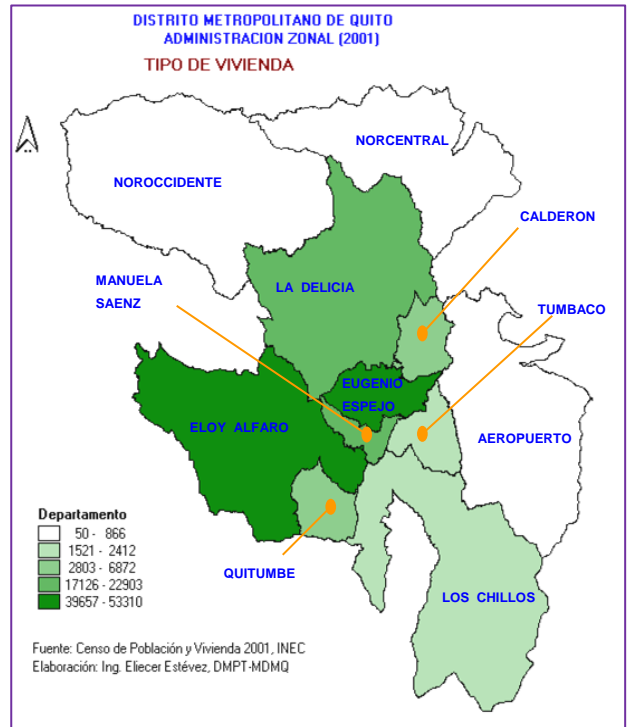 DISTRITO METROPOLITANO DE QUITO
ADMINISTRACION ZONAL (2001)
TIPO DE VIVIENDA
NORCENTRAL
NOROCCIDENTE
CALDERON
MANUELA
SAENZ
LA DELICIA
TUMBACO
EUGENIO
ESPEJO
ELOY ALFARO
AEROPUERTO
QUITUMBE
LOS CHILLOS
Departamento
50 - 866
1521 - 2412
2803 - 6872
17126 - 22903
39657 - 53310
Fuente: Censo de Población y Vivienda 2001, INEC
Elaboración: Ing. Eliecer Estévez, DMPT-MDMQ